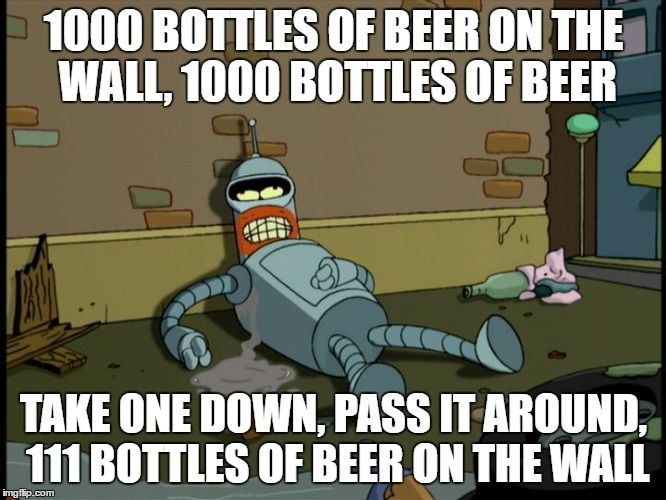 1000 BOTTLES OF BEER ON THE
WALL, 1000 BOTTLES OF BEER
TAKE ONE DOWN, PASS IT AROUND,
111 BOTTLES OF BEER ON THE WALL
imgflip.com